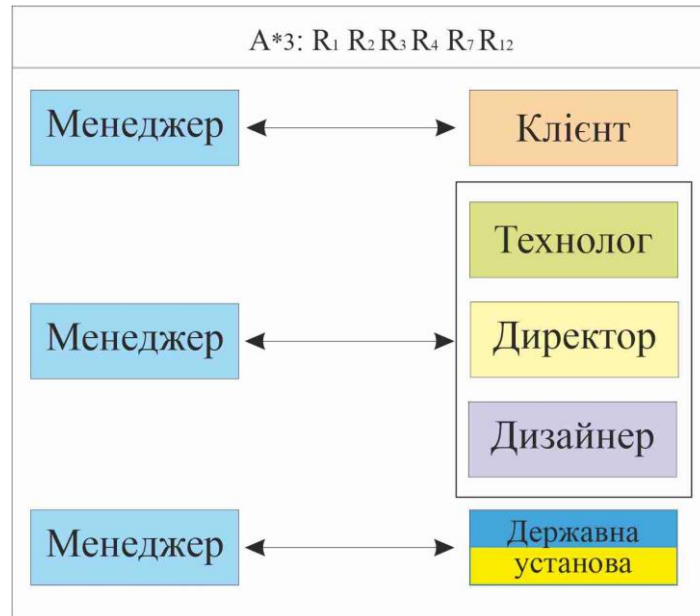 A*3: R₁ R₂ R₃ R₄ R₇ R₁₂
Менеджер
Клієнт
Технолог
Менеджер
Директор
Дизайнер
Менеджер
Державна
установа